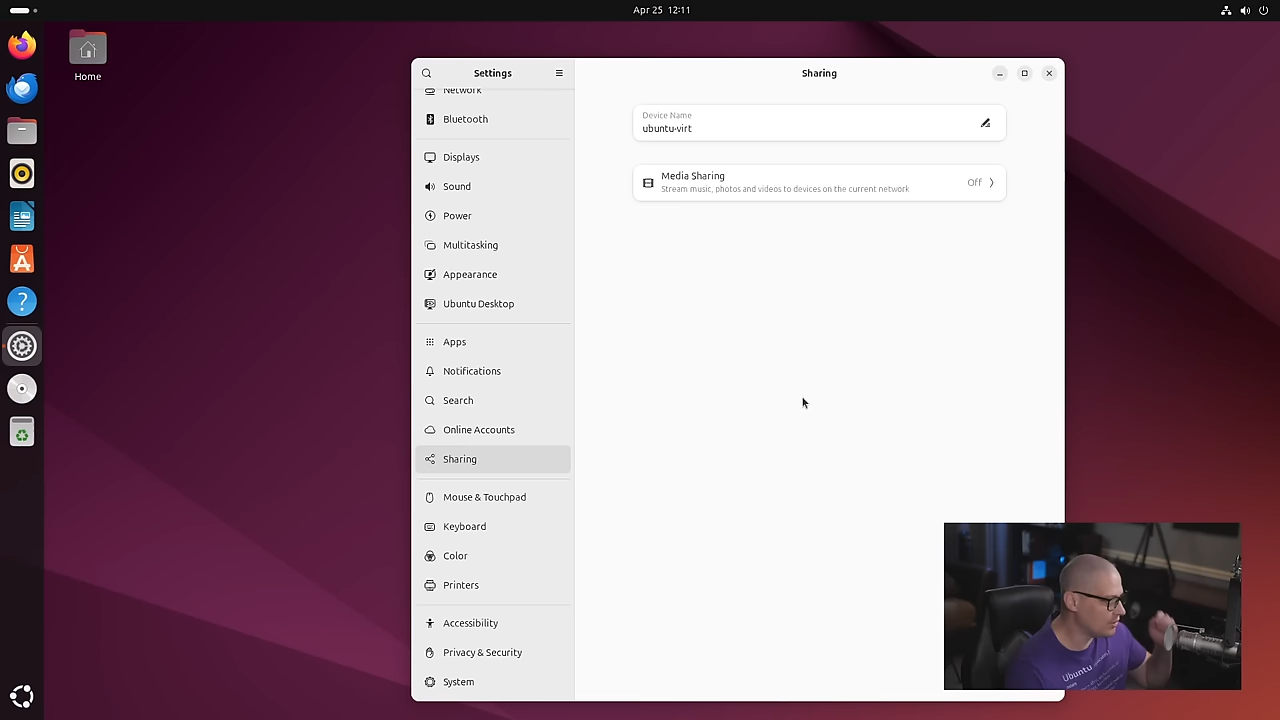 Apr 25 12:11
Home
Settings
Network
Bluetooth
Displays
Sound
Power
Multitasking
Appearance
Ubuntu Desktop
Apps
Notifications
Search
Online Accounts
Sharing
Mouse & Touchpad
Keyboard
Color
Printers
Accessibility
Privacy & Security
System
Sharing
Device Name
ubuntu-virt
Media Sharing
Off
Stream music, photos and videos to devices on the current network
Ubuntu